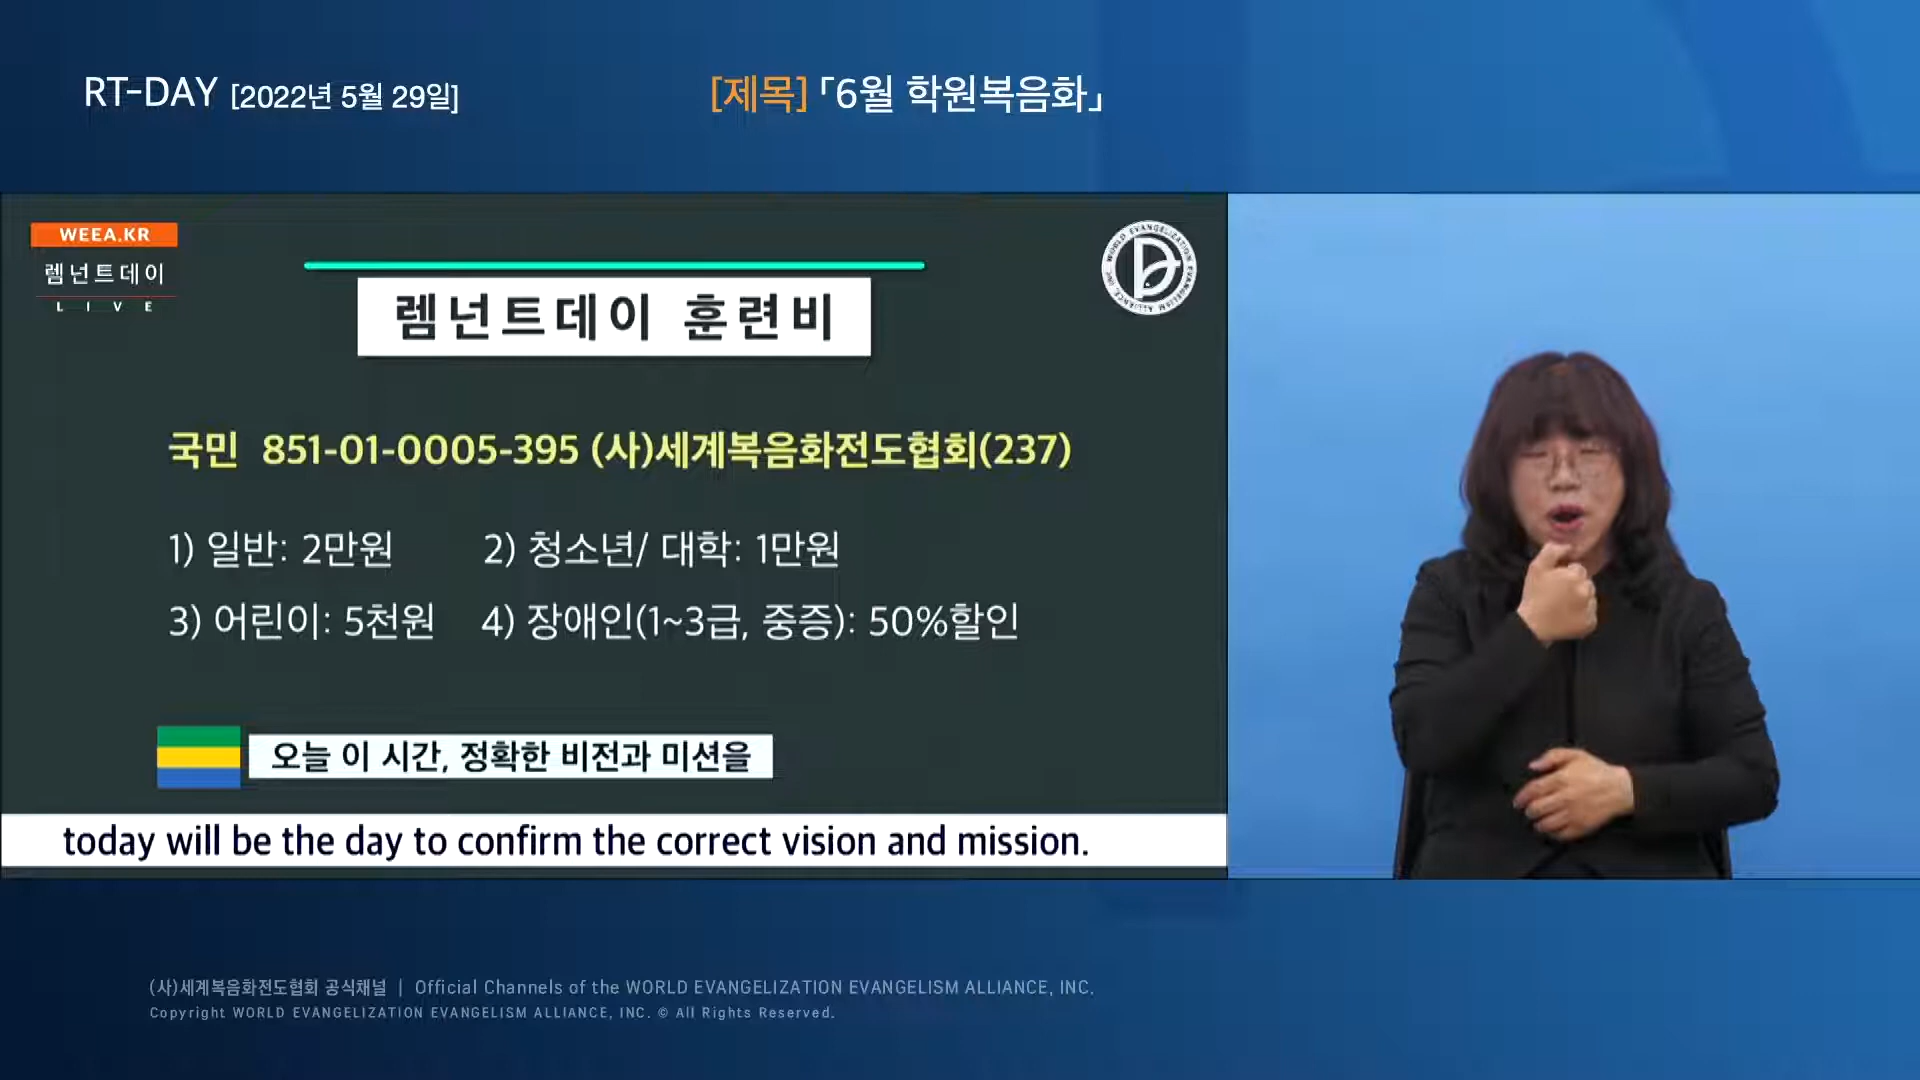 RT-DAY [2022년 5월 29일]
[제목] 「6월 학원복음화」
WEEA.KR
렘넌트데이
LIVE
WORLD EVANGELIZATION EVANGELISM ALLIANCE, INC.
렘넌트데이 훈련비
국민 851-01-0005-395 (사)세계복음화전도협회(237)
1) 일반: 2만원 2) 청소년/ 대학: 1만원
3) 어린이: 5천원 4) 장애인(1~3급, 중증): 50%할인
오늘 이 시간, 정확한 비전과 미션을
today will be the day to confirm the correct vision and mission.
(사)세계복음화전도협회 공식채널 | Official Channels of the WORLD EVANGELIZATION EVANGELISM ALLIANCE, INC.
Copyright WORLD EVANGELIZATION EVANGELISM ALLIANCE, INC. © All Rights Reserved.